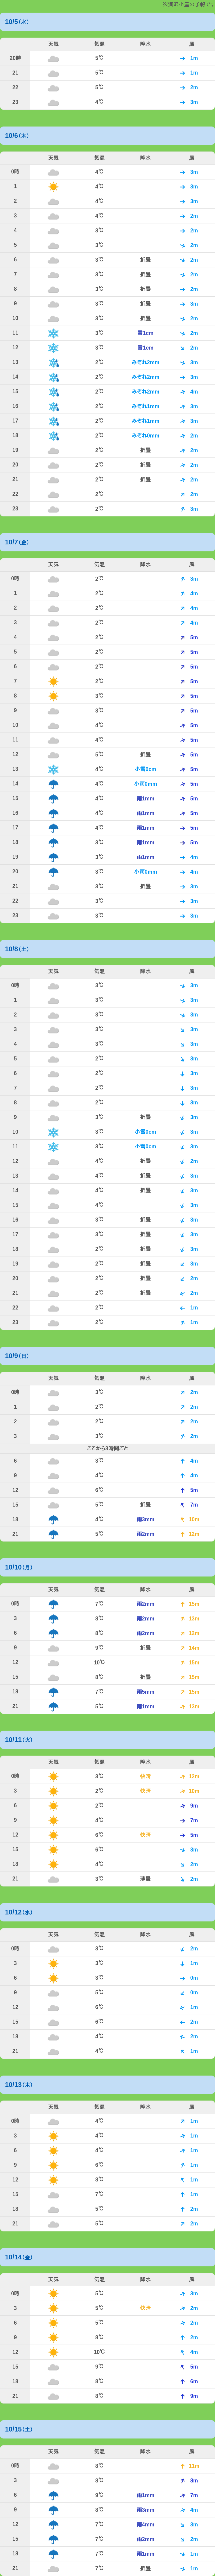 ※涸沢小屋の予報です
10/5（水）
天気 気温 降水 風
20時 5℃ 1m
21 5℃ 1m
22 5℃ 2m
23 4℃ 3m
10/6（木）
天気 気温 降水 風
0時 4℃ 3m
1 4℃ 3m
2 4℃ 3m
3 4℃ 2m
4 3℃ 2m
5 3℃ 2m
6 3℃ 折曇 2m
7 3℃ 折曇 2m
8 3℃ 折曇 3m
9 3℃ 折曇 3m
10 3℃ 折曇 2m
11 3℃ 雪1cm 2m
12 3℃ 雪1cm 2m
13 2℃ みぞれ2mm 3m
14 2℃ みぞれ2mm 3m
15 2℃ みぞれ2mm 4m
16 2℃ みぞれ1mm 3m
17 2℃ みぞれ1mm 3m
18 2℃ みぞれ0mm 2m
19 2℃ 折曇 2m
20 2℃ 折曇 2m
21 2℃ 折曇 2m
22 2℃ 2m
23 2℃ 3m
10/7（金）
天気 気温 降水 風
0時 2℃ 3m
1 2℃ 4m
2 2℃ 4m
3 2℃ 4m
4 2℃ 5m
5 2℃ 5m
6 2℃ 5m
7 2℃ 5m
8 3℃ 5m
9 3℃ 5m
10 4℃ 5m
11 4℃ 5m
12 5℃ 折曇 5m
13 4℃ 小雪0cm 5m
14 4℃ 小雨0mm 5m
15 4℃ 雨1mm 5m
16 4℃ 雨1mm 5m
17 4℃ 雨1mm 5m
18 3℃ 雨1mm 5m
19 3℃ 雨1mm 4m
20 3℃ 小雨0mm 4m
21 3℃ 折曇 3m
22 3℃ 3m
23 3℃ 3m
10/8（土）
天気 気温 降水 風
0時 3℃ 3m
1 3℃ 3m
2 3℃ 3m
3 3℃ 3m
4 3℃ 3m
5 2℃ 3m
6 2℃ 3m
7 2℃ 3m
8 2℃ 3m
9 3℃ 折曇 3m
10 3℃ 小雪0cm 3m
11 3℃ 小雪0cm 3m
12 4℃ 折曇 2m
13 4℃ 折曇 3m
14 4℃ 折曇 3m
15 4℃ 3m
16 3℃ 折曇 3m
17 3℃ 折曇 3m
18 2℃ 折曇 3m
19 2℃ 折曇 3m
20 2℃ 折曇 2m
21 2℃ 折曇 2m
22 2℃ 1m
23 2℃ 1m
10/9（日）
天気 気温 降水 風
0時 3℃ 2m
1 2℃ 2m
2 2℃ 2m
3 3℃ 2m
ここから3時間ごと
6 3℃ 4m
9 4℃ 4m
12 6℃ 5m
15 5℃ 折曇 7m
18 4℃ 雨3mm 10m
21 5℃ 雨2mm 12m
10/10（月）
天気 気温 降水 風
0時 7℃ 雨2mm 15m
3 8℃ 雨2mm 13m
6 8℃ 雨2mm 12m
9 9℃ 折曇 14m
12 10℃ 15m
15 8℃ 折曇 15m
18 7℃ 雨5mm 15m
21 5℃ 雨1mm 13m
10/11（火）
天気 気温 降水 風
0時 3℃ 快晴 12m
3 2℃ 快晴 10m
6 2℃ 9m
9 4℃ 7m
12 6℃ 快晴 5m
15 6℃ 3m
18 4℃ 2m
21 3℃ 薄曇 2m
10/12（水）
天気 気温 降水 風
0時 3℃ 2m
3 3℃ 1m
6 3℃ 0m
9 5℃ 0m
12 6℃ 1m
15 6℃ 2m
18 4℃ 2m
21 4℃ 1m
10/13（木）
天気 気温 降水 風
0時 4℃ 1m
3 4℃ 1m
6 4℃ 1m
9 6℃ 1m
12 8℃ 1m
15 7℃ 1m
18 5℃ 2m
21 5℃ 2m
10/14（金）
天気 気温 降水 風
0時 5℃ 3m
3 5℃ 快晴 2m
6 5℃ 2m
9 8℃ 2m
12 10℃ 4m
15 9℃ 5m
18 8℃ 6m
21 8℃ 9m
10/15（土）
天気 気温 降水 風
0時 8℃ 11m
3 8℃ 8m
6 9℃ 雨1mm 7m
9 8℃ 雨3mm 4m
12 7℃ 雨4mm 3m
15 7℃ 雨2mm 2m
18 7℃ 雨1mm 1m
21 7℃ 折曇 1m